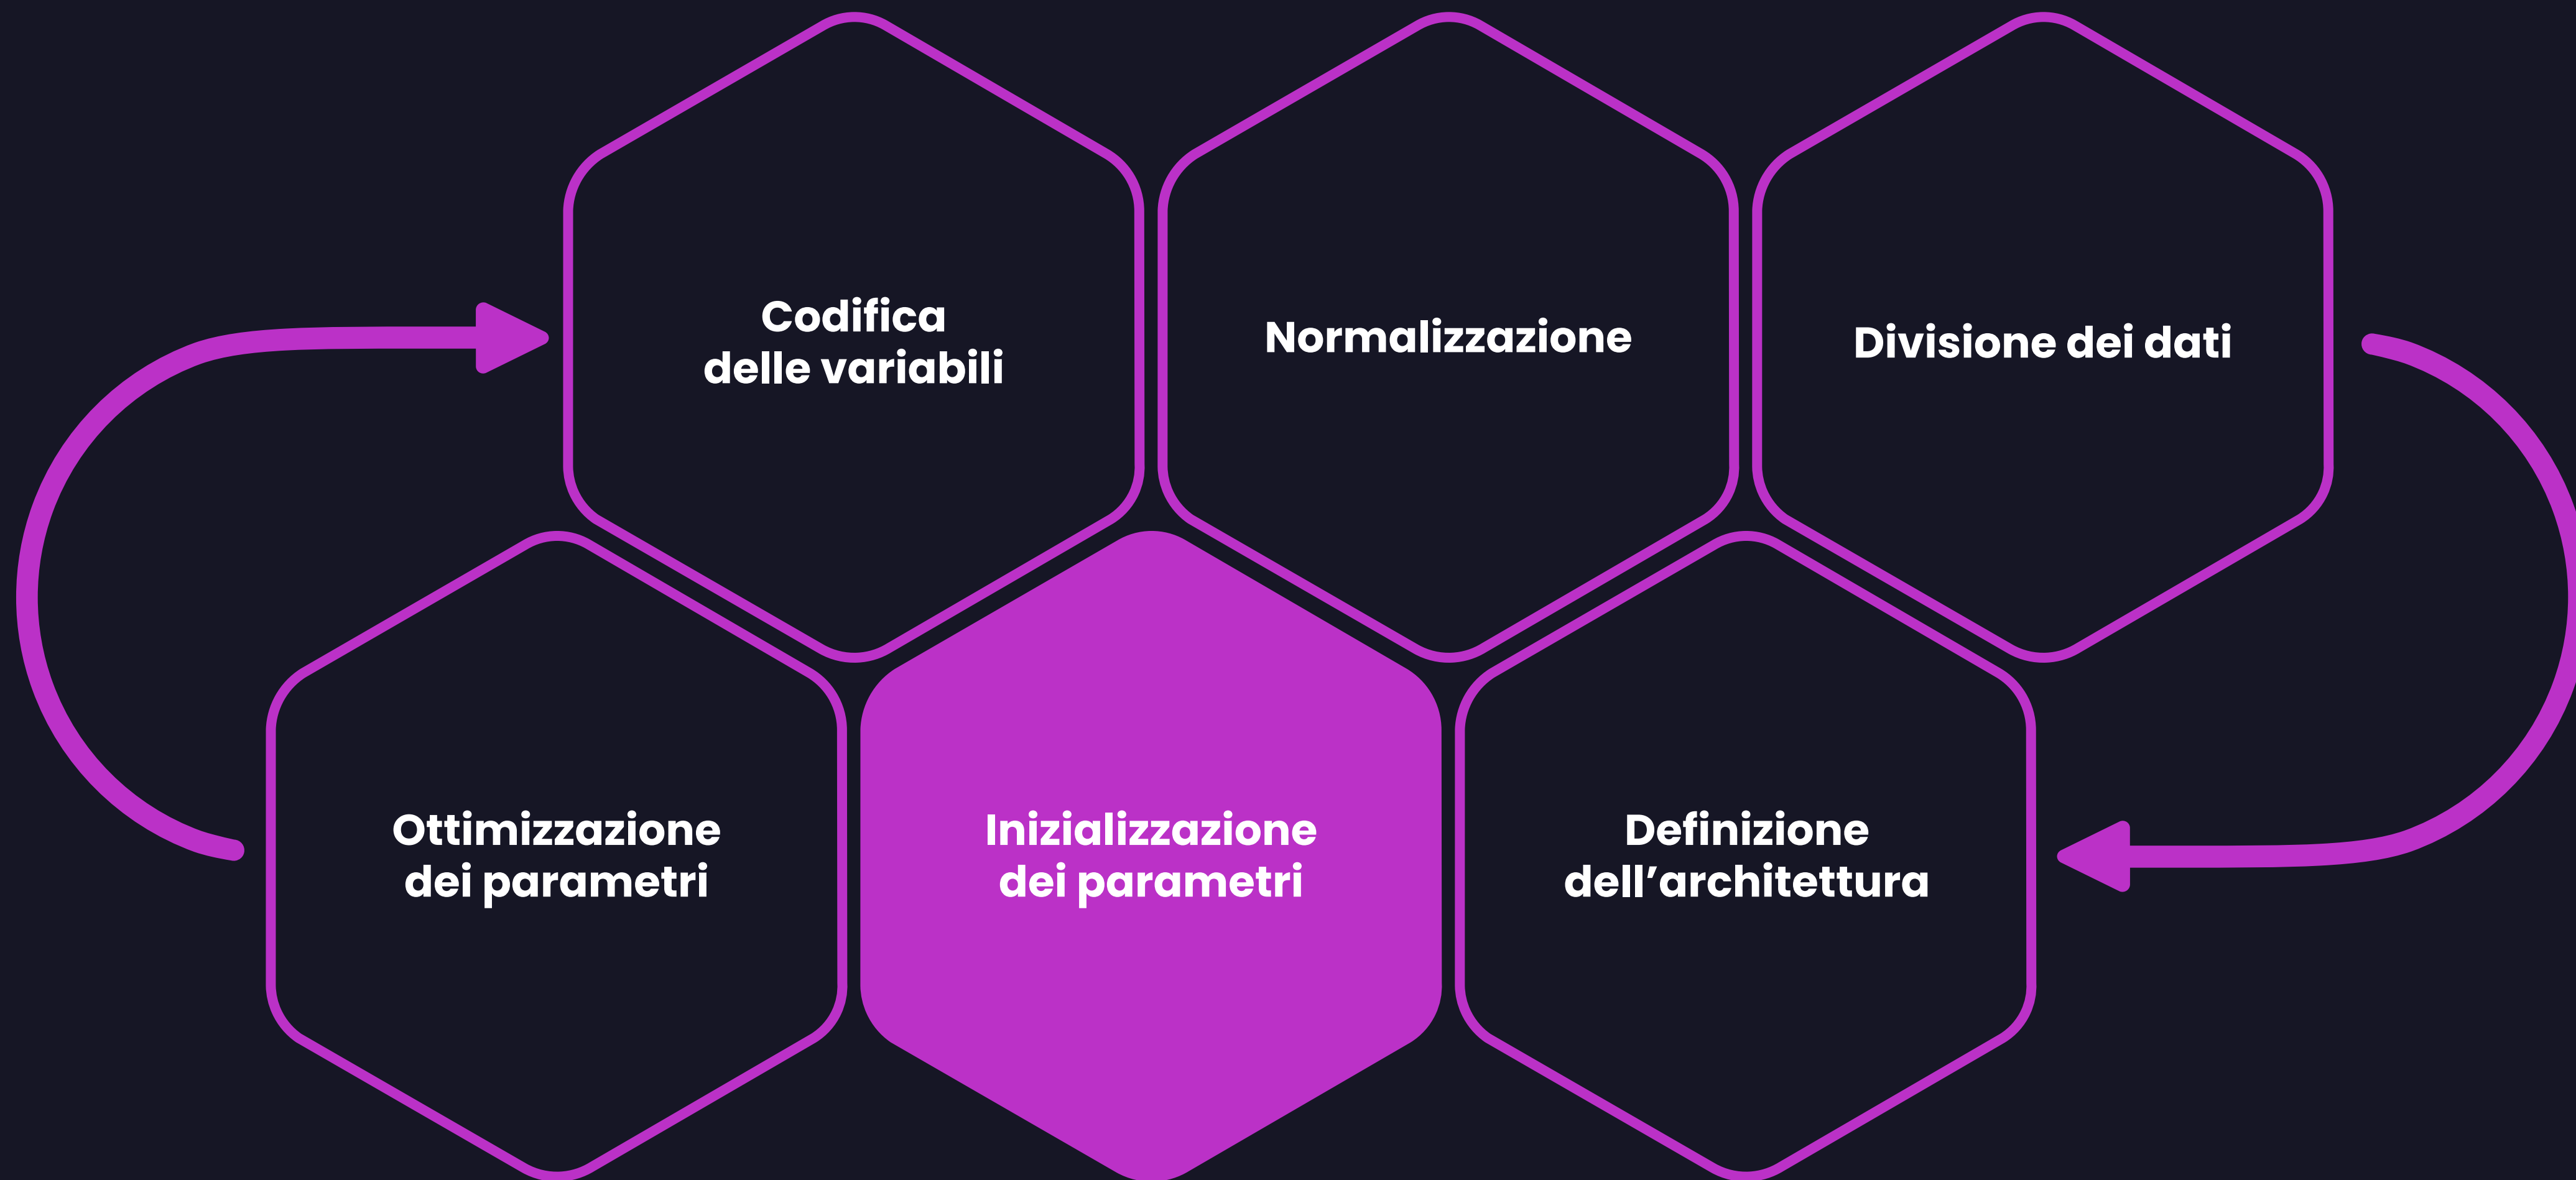 Codifica
delle variabili
Normalizzazione
Divisione dei dati
Ottimizzazione
dei parametri
Inizializzazione
dei parametri
Definizione
dell’architettura